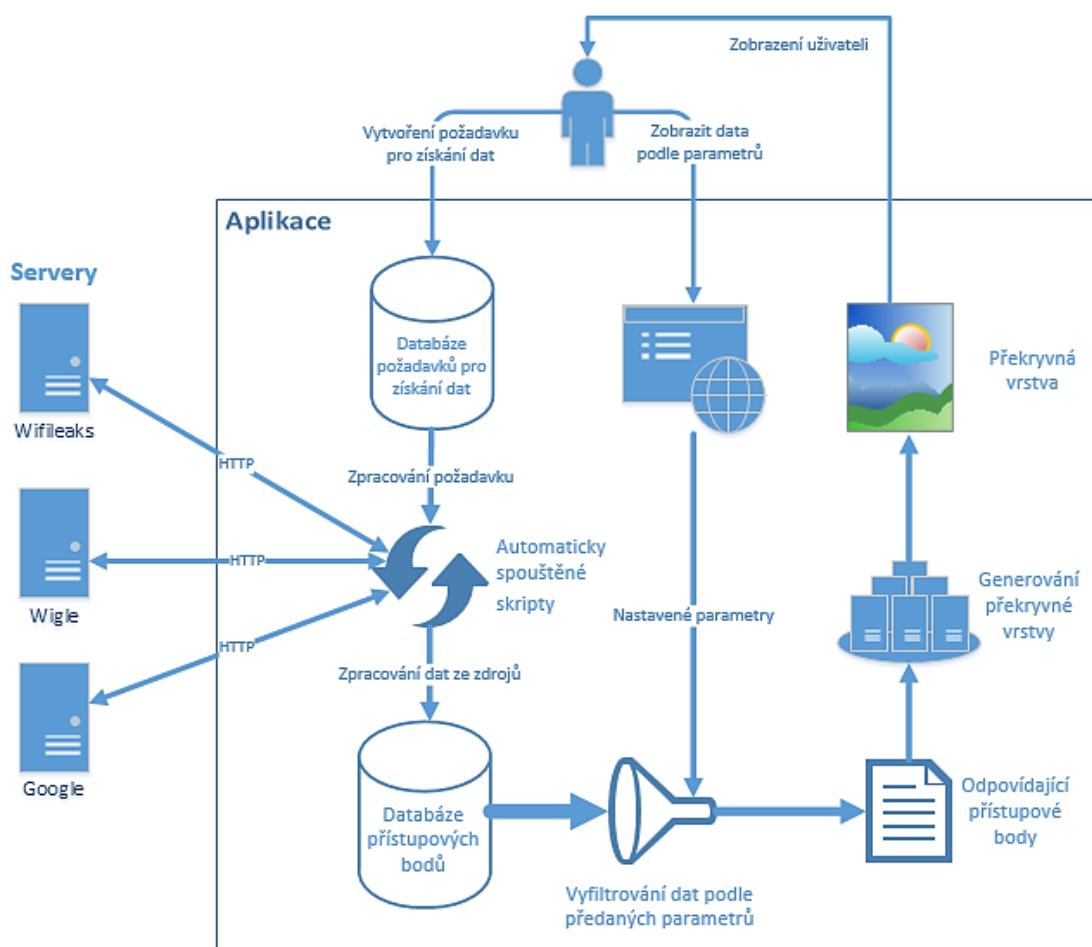 Zobrazení uživateli
Vytvoření požadavku
pro získání dat
Zobrazit data
podle parametrů
Aplikace
Servery
Databáze
požadavků pro
získání dat
Překryvná
vrstva
Wifileaks
HTTP
Zpracování požadavku
Automaticky
spouštěné
skripty
HTTP
Wigle
Generování
překryvné
vrstvy
Nastavené parametry
HTTP
Zpracování dat ze zdrojů
Google
Databáze
přístupových
bodů
Odpovídající
přístupové
body
Vyfiltrování dat podle
předaných parametrů